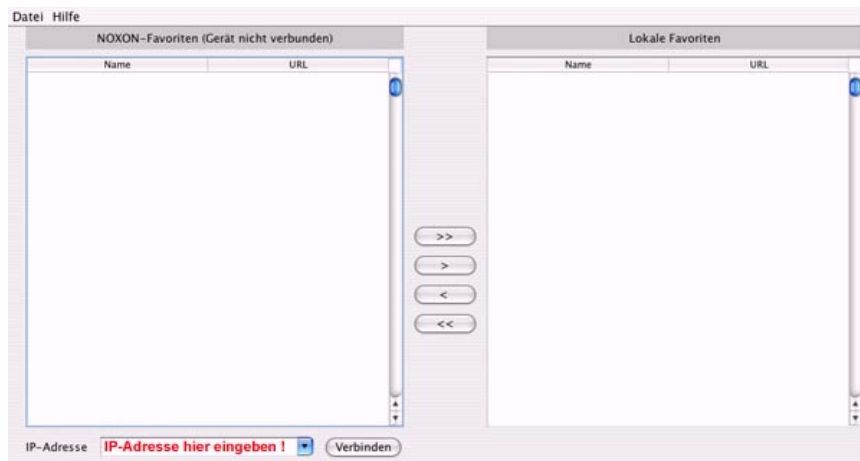 Datei Hilfe
NOXON-Favoriten (Gerät nicht verbunden)
Name URL
Lokale Favoriten
Name URL
>>
>
<
<<
IP-Adresse IP-Adresse hier eingeben ! Verbinden